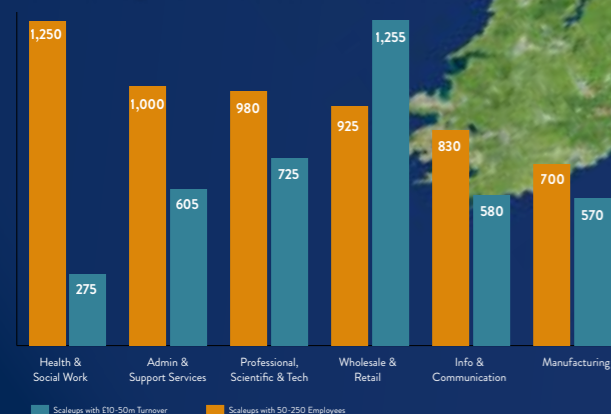 1,250
275
1,000
605
980
725
925
1,255
830
580
700
570
Health &
Social Work
Admin &
Support Services
Professional,
Scientific & Tech
Wholesale &
Retail
Info &
Communication
Manufacturing
Scaleups with £10-50m Turnover
Scaleups with 50-250 Employees